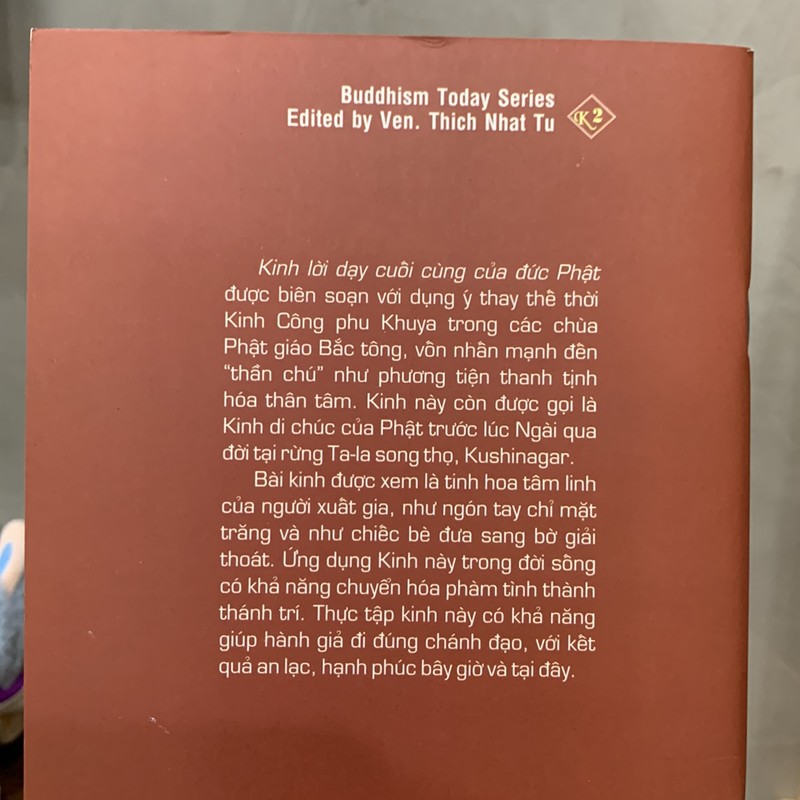 Buddhism Today Series
Edited by Ven. Thich Nhat Tu
K2
Kinh lời dạy cuối cùng của đức Phật
được biên soạn với dụng ý thay thế thời
Kinh Công phu Khuya trong các chùa
Phật giáo Bắc tông, vốn nhấn mạnh đến
“thần chú” như phương tiện thanh tịnh
hóa thân tâm. Kinh này còn được gọi là
Kinh di chúc của Phật trước lúc Ngài qua
đời tại rừng Ta-la song thọ, Kushinagar.
Bài kinh được xem là tinh hoa tâm linh
của người xuất gia, như ngón tay chỉ mặt
trăng và như chiếc bè đưa sang bờ giải
thoát. Ứng dụng Kinh này trong đời sống
có khả năng chuyển hóa phàm tình thành
thánh trí. Thực tập kinh này có khả năng
giúp hành giả đi đúng chánh đạo, với kết
quả an lạc, hạnh phúc bây giờ và tại đây.